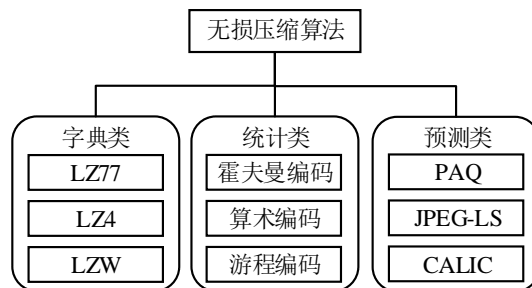 无损压缩算法
字典类
LZ77
LZ4
LZW
统计类
霍夫曼编码
算术编码
游程编码
预测类
PAQ
JPEG-LS
CALIC